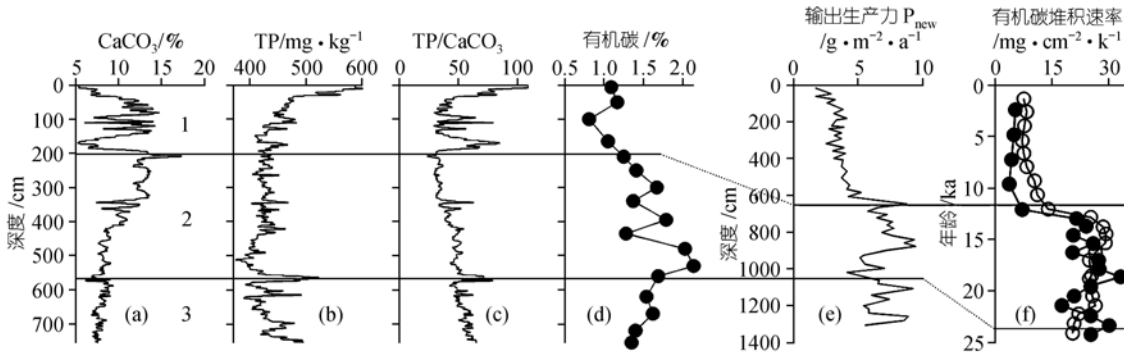 CaCO₃/%
5 10 15 20
TP/mg·kg⁻¹
400 500 600
TP/CaCO₃
0 50 100
有机碳/%
0.5 1.0 1.5 2.0
输出生产力 Pnew
/g·m⁻²·a⁻¹
0 5 10
有机碳堆积速率
/mg·cm⁻²·k⁻¹
0 10 20 30
深度/cm
0
100
200
300
400
500
600
700
1
2
3
(a)
(b)
(c)
(d)
深度/cm
0
200
400
600
800
1000
1200
1400
(e)
年龄/ka
0
5
10
15
20
25
(f)